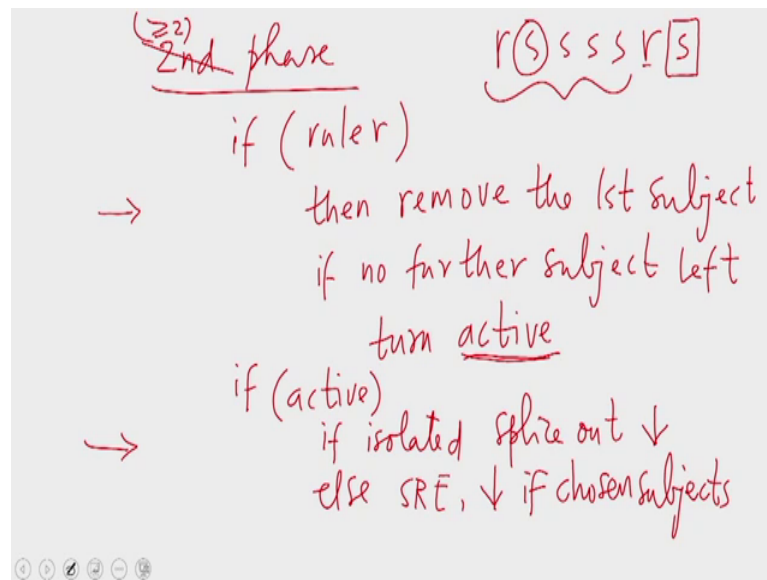 (≥2)
2nd phase
r s s s s r s
if (ruler)
→ then remove the 1st subject
if no further subject left
turn active
if (active)
→ if isolated splice out ↓
else SRE, ↓ if chosen subjects